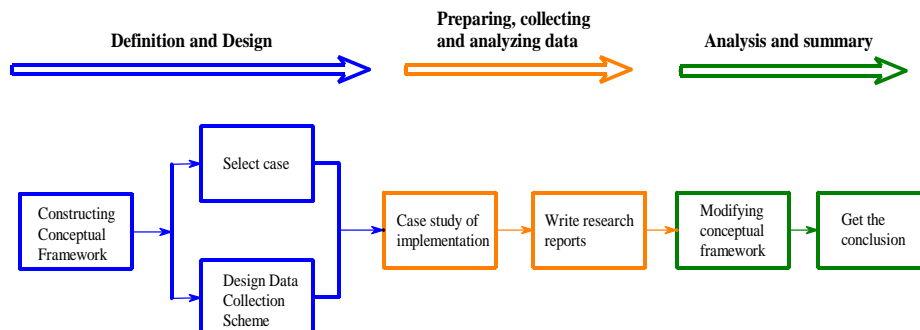 Definition and Design
Preparing, collecting
and analyzing data
Analysis and summary
Constructing
Conceptual
Framework
Select case
Design Data
Collection
Scheme
Case study of
implementation
Write research
reports
Modifying
conceptual
framework
Get the
conclusion